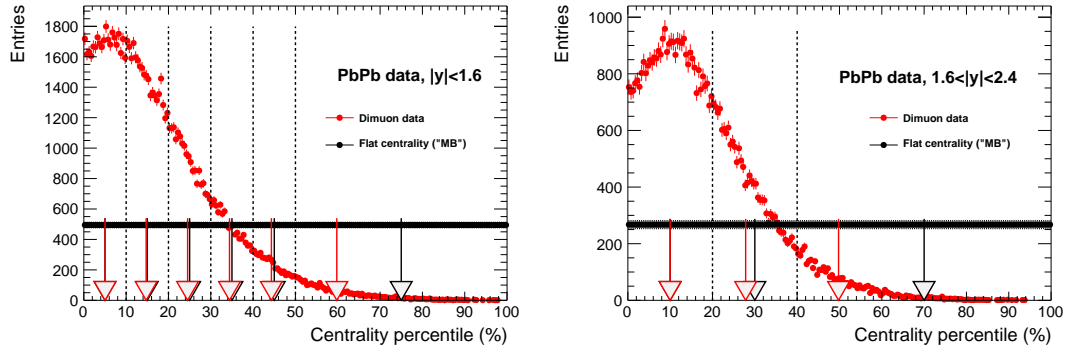 Entries
1800
1600
1400
1200
1000
800
600
400
200
0
PbPb data, |y|<1.6
Dimuon data
Flat centrality ("MB")
0 10 20 30 40 50 60 70 80 90 100
Centrality percentile (%)
Entries
1000
800
600
400
200
0
PbPb data, 1.6<|y|<2.4
Dimuon data
Flat centrality ("MB")
0 10 20 30 40 50 60 70 80 90 100
Centrality percentile (%)